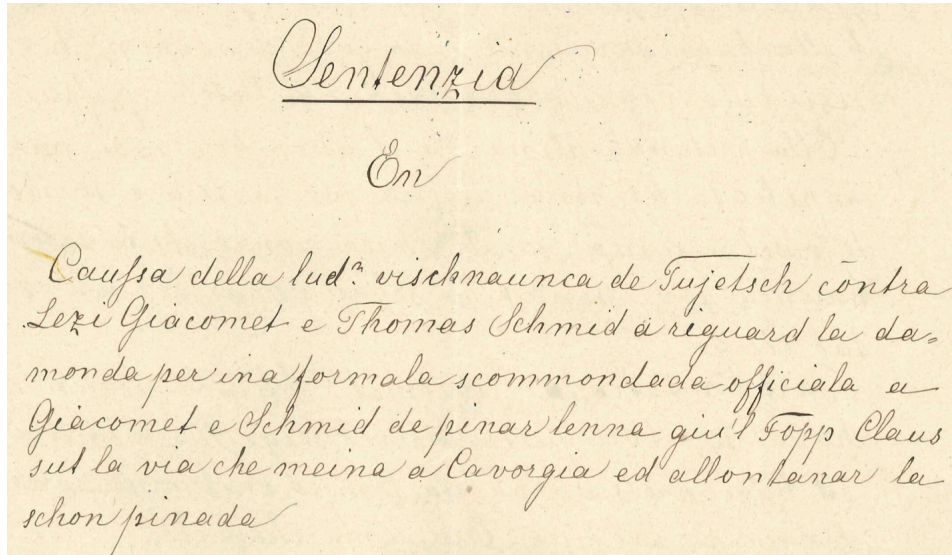 Sentenzia
En
Caussa della lud.ª vischnaunca de Tujetsch cōntra
Lezi Giacomet e Thomas Schmid a riguard la da=
monda per ina formala scommondada officiala a
Giacomet e Schmid de pinar lenna giu'l Fopp Claus
sut la via che meina a Cavorgia ed allontanar la
schon pinada